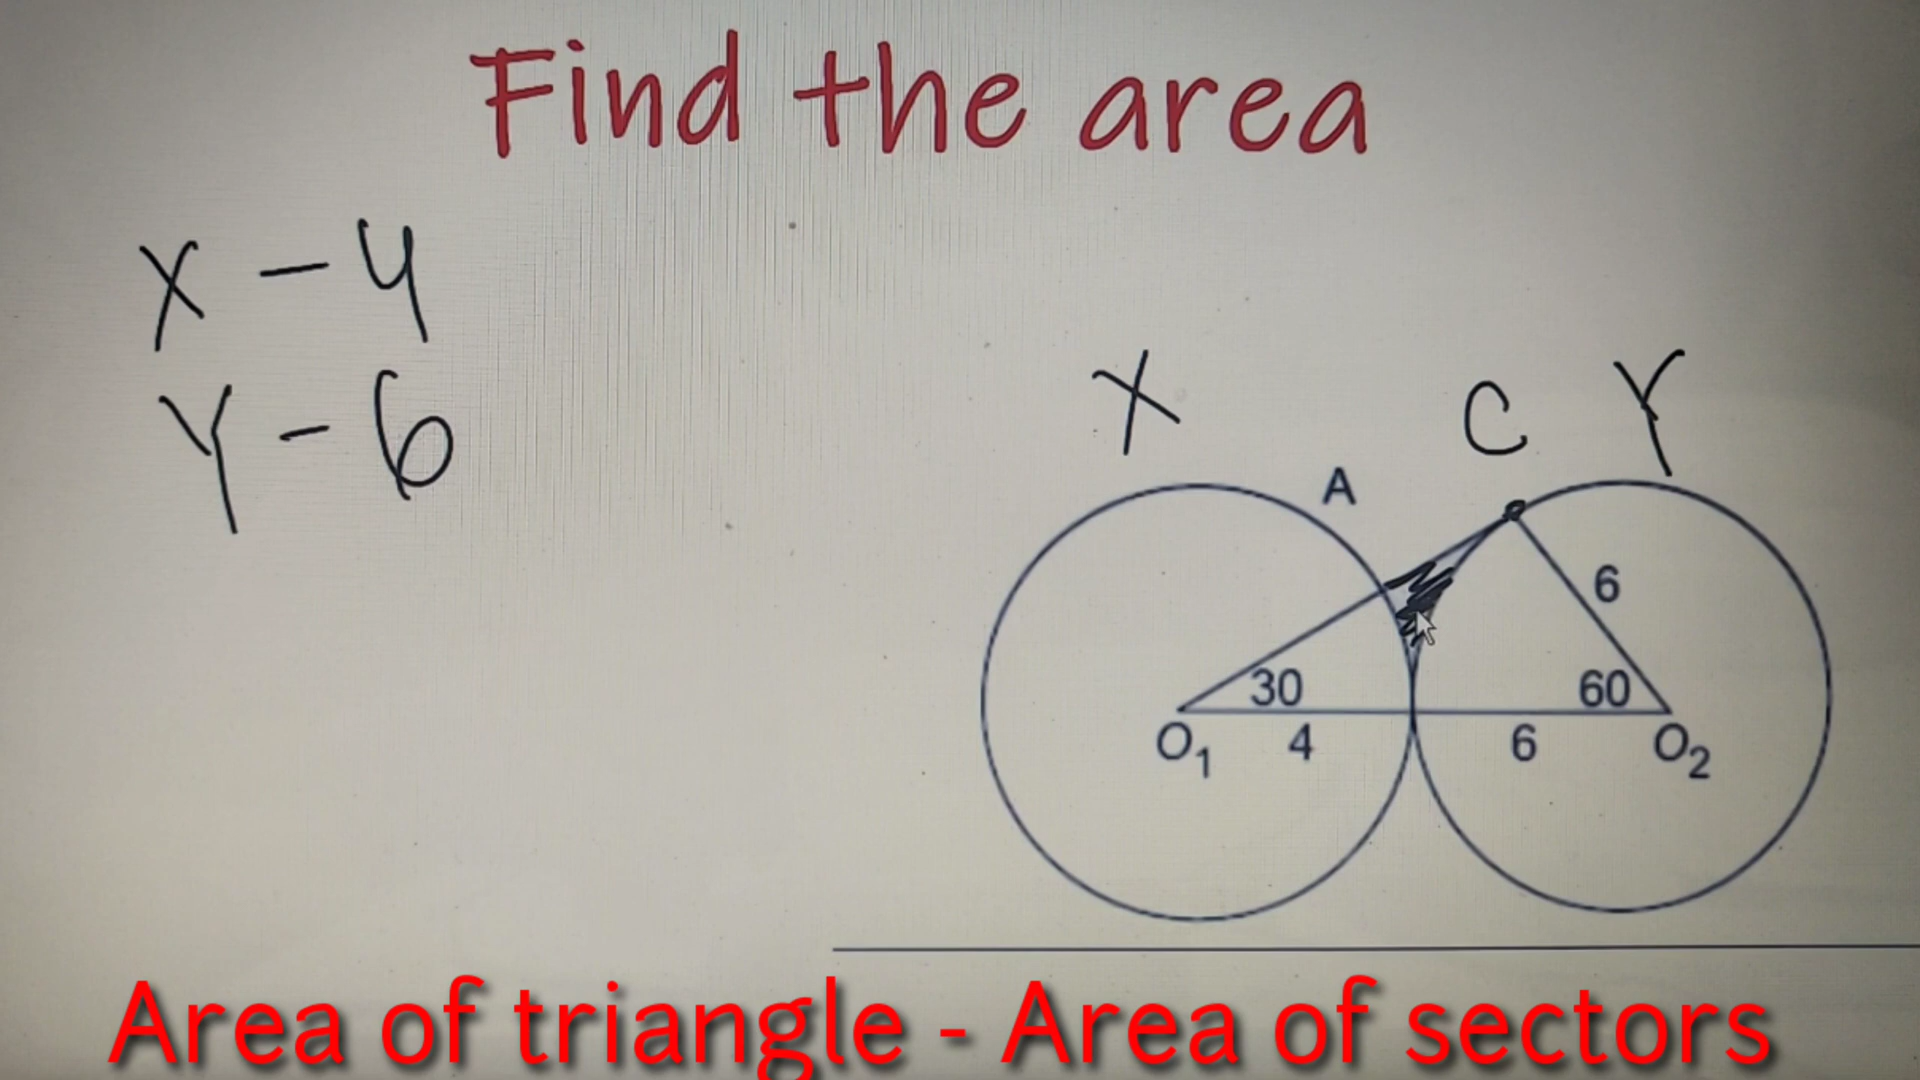 Find the area
X - 4
Y - 6
X C Y
A
6
30 60
O₁ 4 6 O₂
Area of triangle - Area of sectors